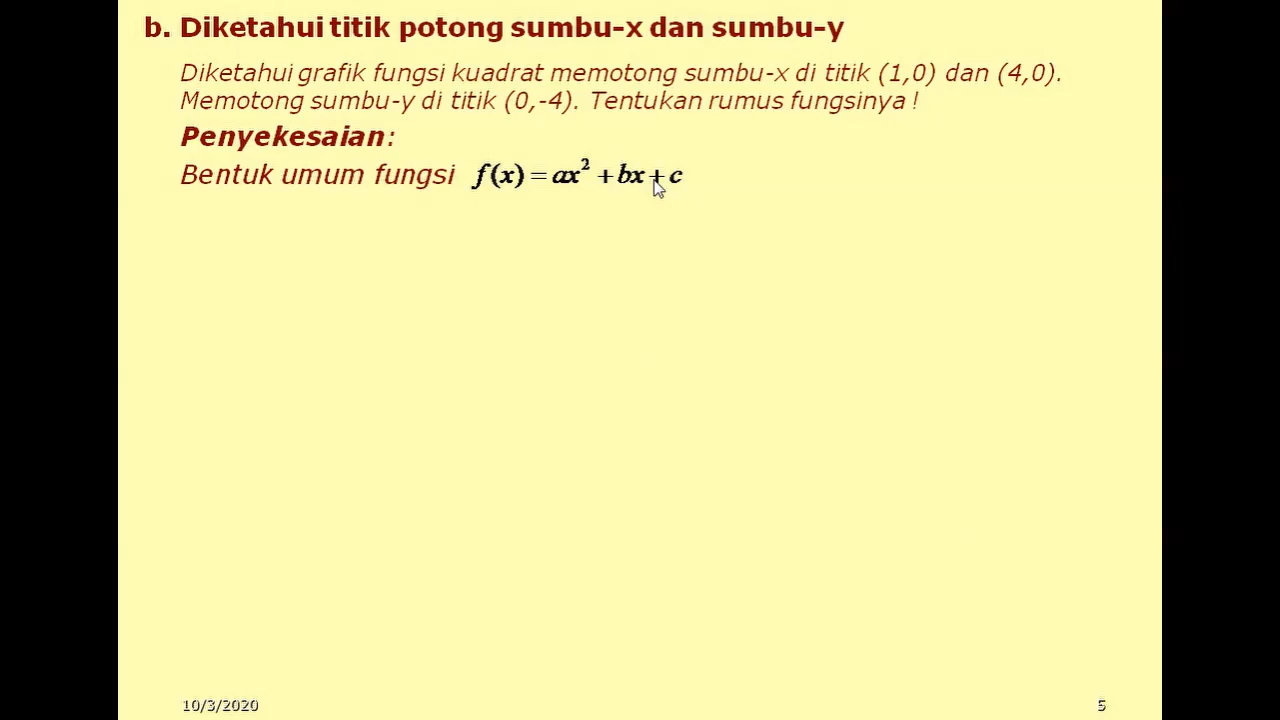 b. Diketahui titik potong sumbu-x dan sumbu-y
Diketahui grafik fungsi kuadrat memotong sumbu-x di titik (1,0) dan (4,0).
Memotong sumbu-y di titik (0,-4). Tentukan rumus fungsinya !
Penyekesaian:
Bentuk umum fungsi f(x) = ax² + bx + c
10/3/2020
5